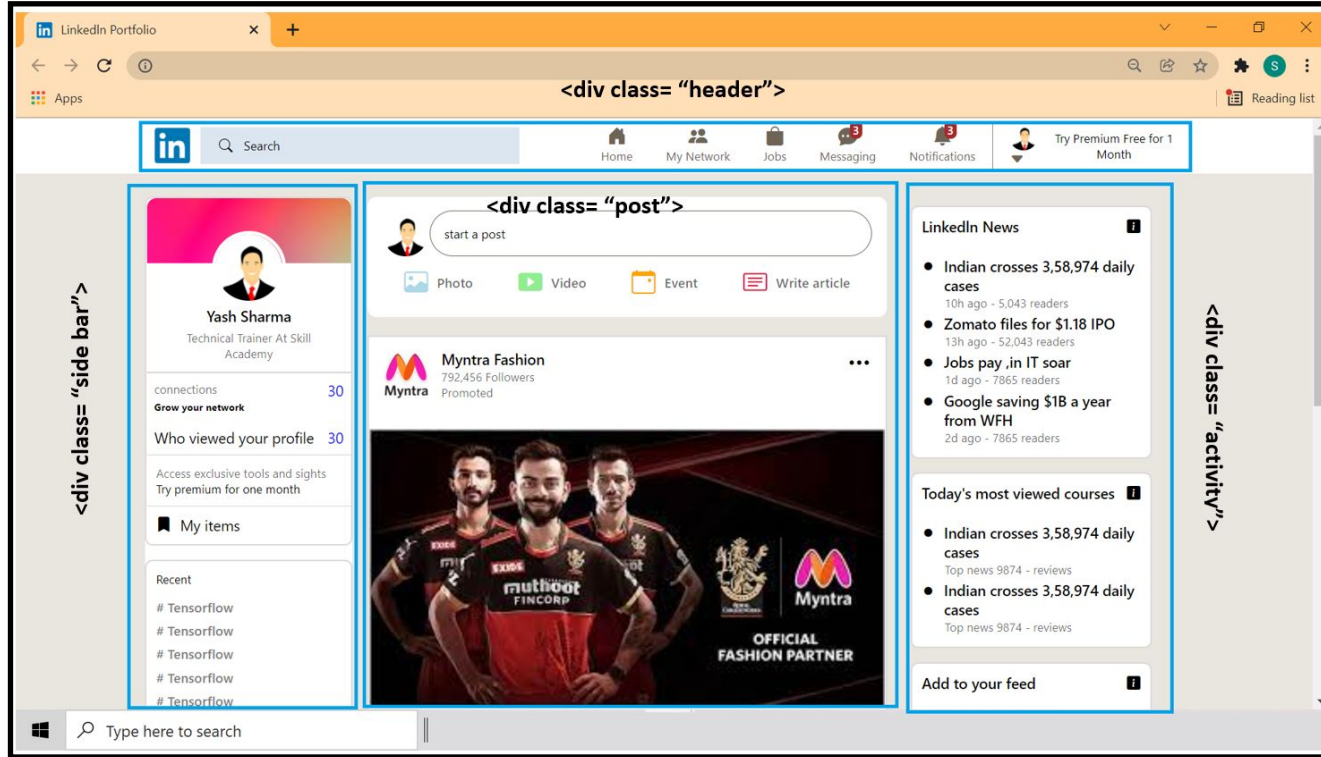 LinkedIn Portfolio
Apps
Reading list
<div class= “header”>
in
Search
Home
My Network
Jobs
3
Messaging
3
Notifications
Try Premium Free for 1
Month
<div class= “side bar”>
Yash Sharma
Technical Trainer At Skill
Academy
connections 30
Grow your network
Who viewed your profile 30
Access exclusive tools and sights
Try premium for one month
My items
Recent
# Tensorflow
# Tensorflow
# Tensorflow
# Tensorflow
# Tensorflow
<div class= “post”>
start a post
Photo
Video
Event
Write article
Myntra Fashion
792,456 Followers
Promoted
Myntra
EXIDE
EXIDE
muthoot
FINCORP
Myntra
OFFICIAL
FASHION PARTNER
LinkedIn News
Indian crosses 3,58,974 daily
cases
10h ago - 5,043 readers
Zomato files for $1.18 IPO
13h ago - 52,043 readers
Jobs pay ,in IT soar
1d ago - 7865 readers
Google saving $1B a year
from WFH
2d ago - 7865 readers
Today's most viewed courses
Indian crosses 3,58,974 daily
cases
Top news 9874 - reviews
Indian crosses 3,58,974 daily
cases
Top news 9874 - reviews
Add to your feed
<div class= “activity”>
S
Type here to search